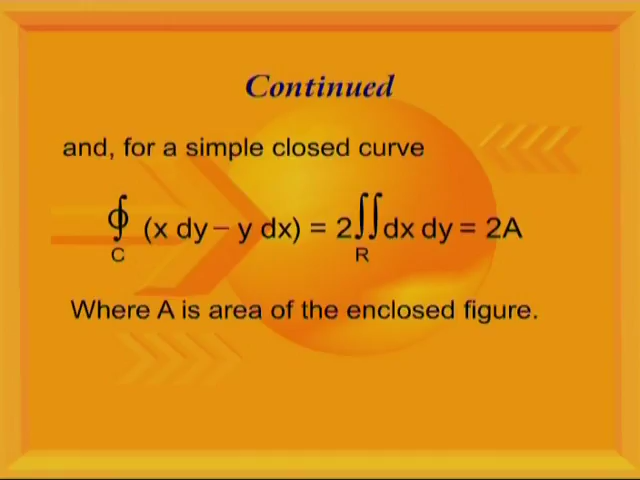 Continued
and, for a simple closed curve
∮ (x dy – y dx) = 2∬dx dy = 2A
C R
Where A is area of the enclosed figure.